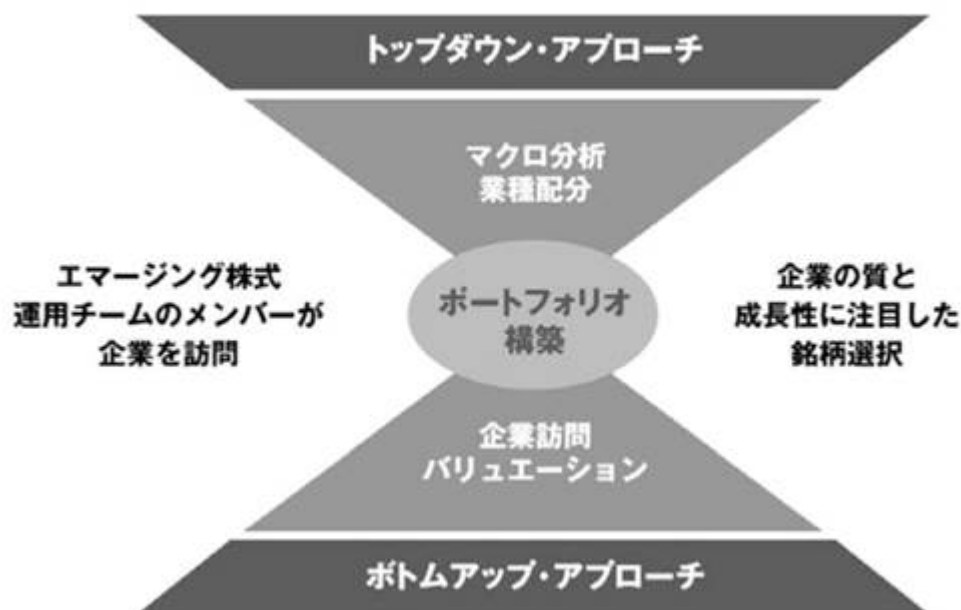 トップダウン・アプローチ
マクロ分析
業種配分
エマージング株式
運用チームのメンバーが
企業を訪問
ポートフォリオ
構築
企業の質と
成長性に注目した
銘柄選択
企業訪問
バリュエーション
ボトムアップ・アプローチ